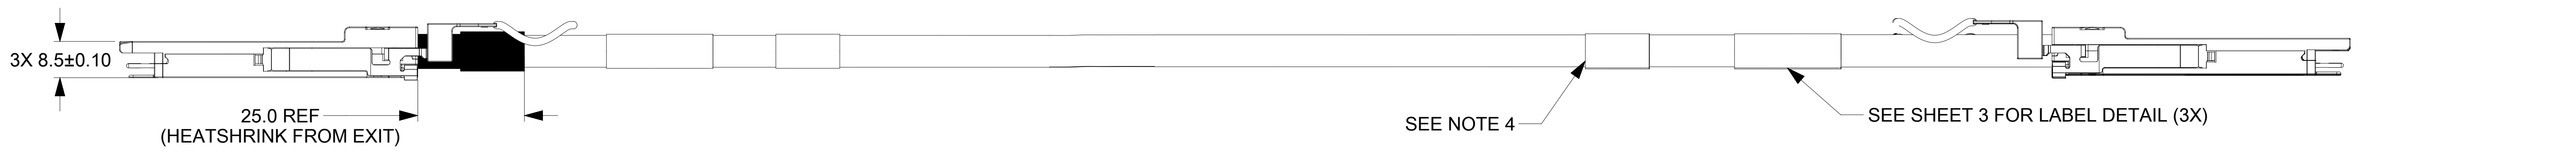 3X 8.5±0.10
25.0 REF
(HEATSHRINK FROM EXIT)
SEE NOTE 4
SEE SHEET 3 FOR LABEL DETAIL (3X)